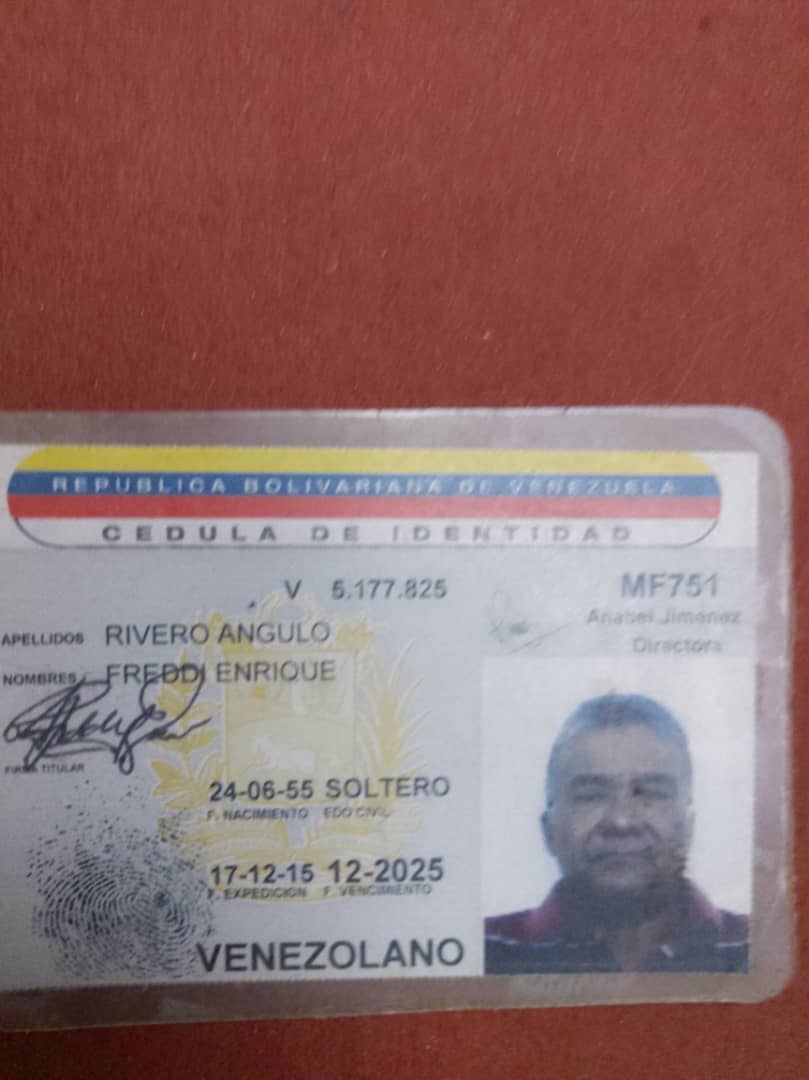 REPUBLICA BOLIVARIANA DE VENEZUELA
CEDULA DE IDENTIDAD
V 5.177.825
MF751
Anabel Jimenez
Directora
APELLIDOS RIVERO ANGULO
NOMBRES FREDDI ENRIQUE
FIRMA TITULAR
24-06-55 SOLTERO
F. NACIMIENTO EDO CIVIL
17-12-15 12-2025
F. EXPEDICION F. VENCIMIENTO
VENEZOLANO